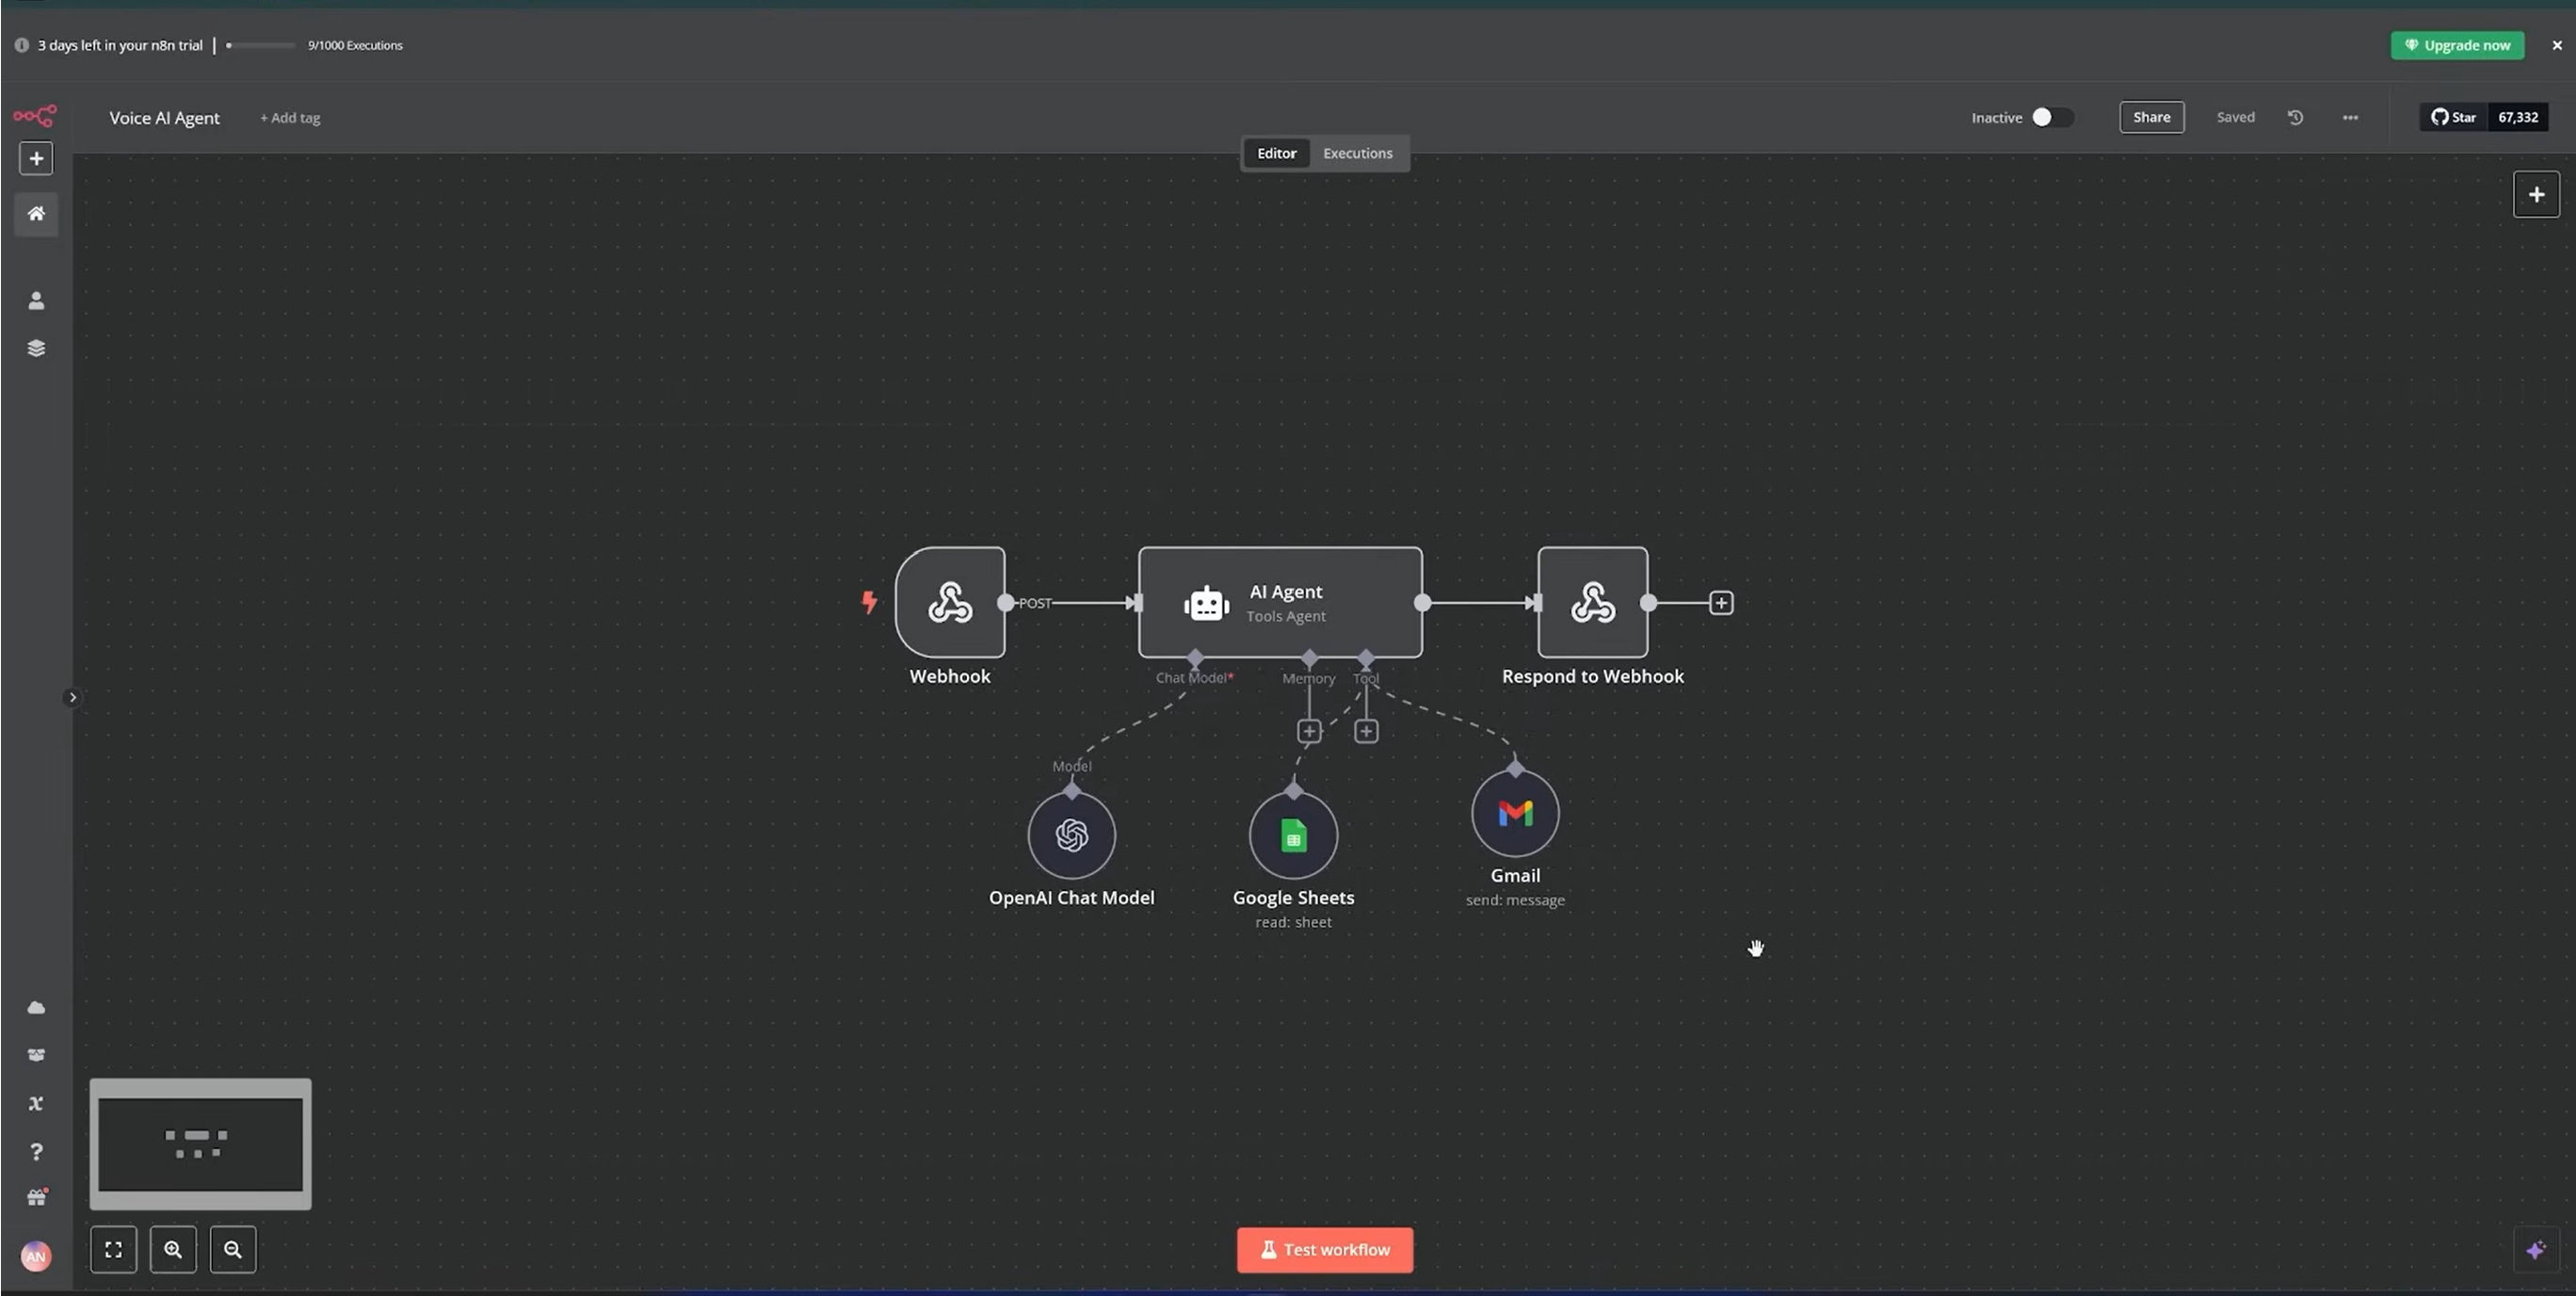 3 days left in your n8n trial
9/1000 Executions
Upgrade now
Voice AI Agent
+ Add tag
Inactive
Share
Saved
Star
67,332
Editor
Executions
POST
AI Agent
Tools Agent
Webhook
Chat Model*
Memory
Tool
Respond to Webhook
Model
OpenAI Chat Model
Google Sheets
read: sheet
Gmail
send: message
AN
Test workflow